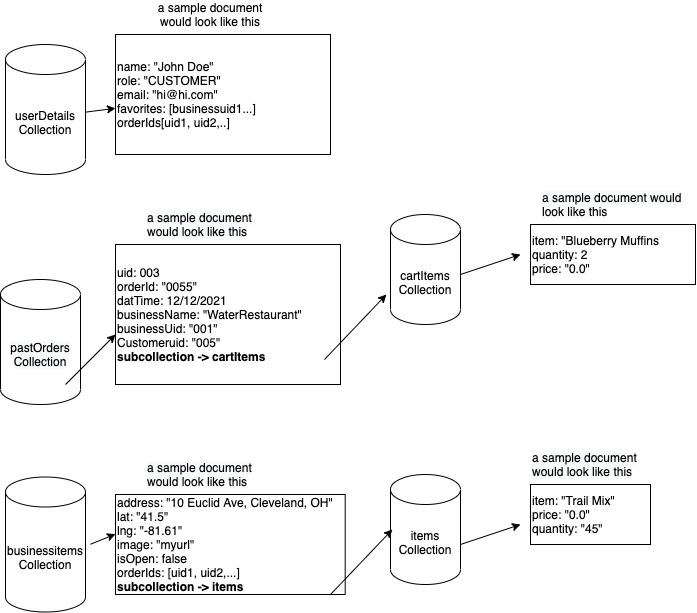 a sample document
would look like this
userDetails
Collection
name: "John Doe"
role: "CUSTOMER"
email: "hi@hi.com"
favorites: [businessuid1...]
orderIds[uid1, uid2,..]
a sample document
would look like this
pastOrders
Collection
uid: 003
orderId: "0055"
datTime: 12/12/2021
businessName: "WaterRestaurant"
businessUid: "001"
Customeruid: "005"
subcollection -> cartItems
cartItems
Collection
a sample document would
look like this
item: "Blueberry Muffins
quantity: 2
price: "0.0"
a sample document
would look like this
businessitems
Collection
address: "10 Euclid Ave, Cleveland, OH"
lat: "41.5"
lng: "-81.61"
image: "myurl"
isOpen: false
orderIds: [uid1, uid2,...]
subcollection -> items
items
Collection
a sample document
would look like this
item: "Trail Mix"
price: "0.0"
quantity: "45"